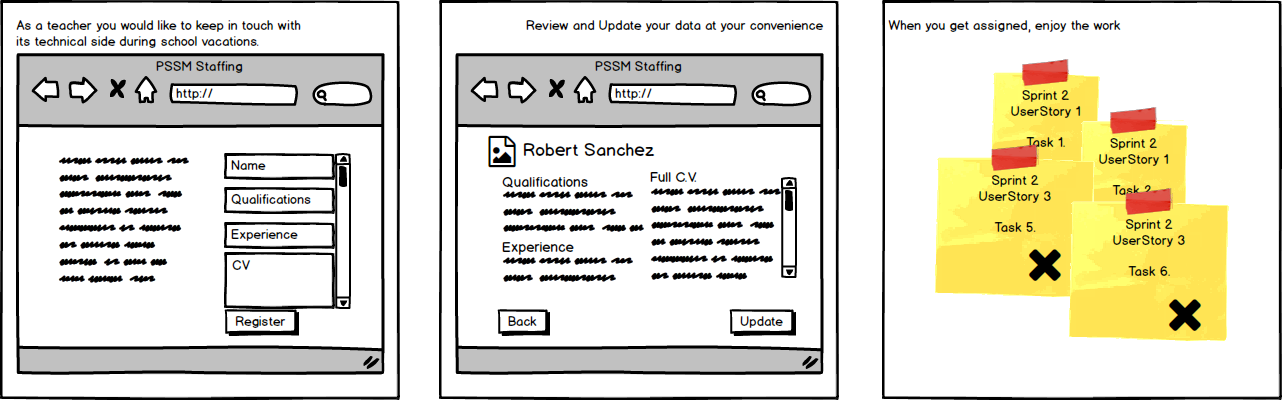 As a teacher you would like to keep in touch with
its technical side during school vacations.
PSSM Staffing
http://
Name
Qualifications
Experience
CV
Register
Review and Update your data at your convenience
PSSM Staffing
http://
Robert Sanchez
Qualifications
Full C.V.
Experience
Back
Update
When you get assigned, enjoy the work
Sprint 2
UserStory 1
Task 1.
Sprint 2
UserStory 1
Task 2.
Sprint 2
UserStory 3
Task 5.
Sprint 2
UserStory 3
Task 6.